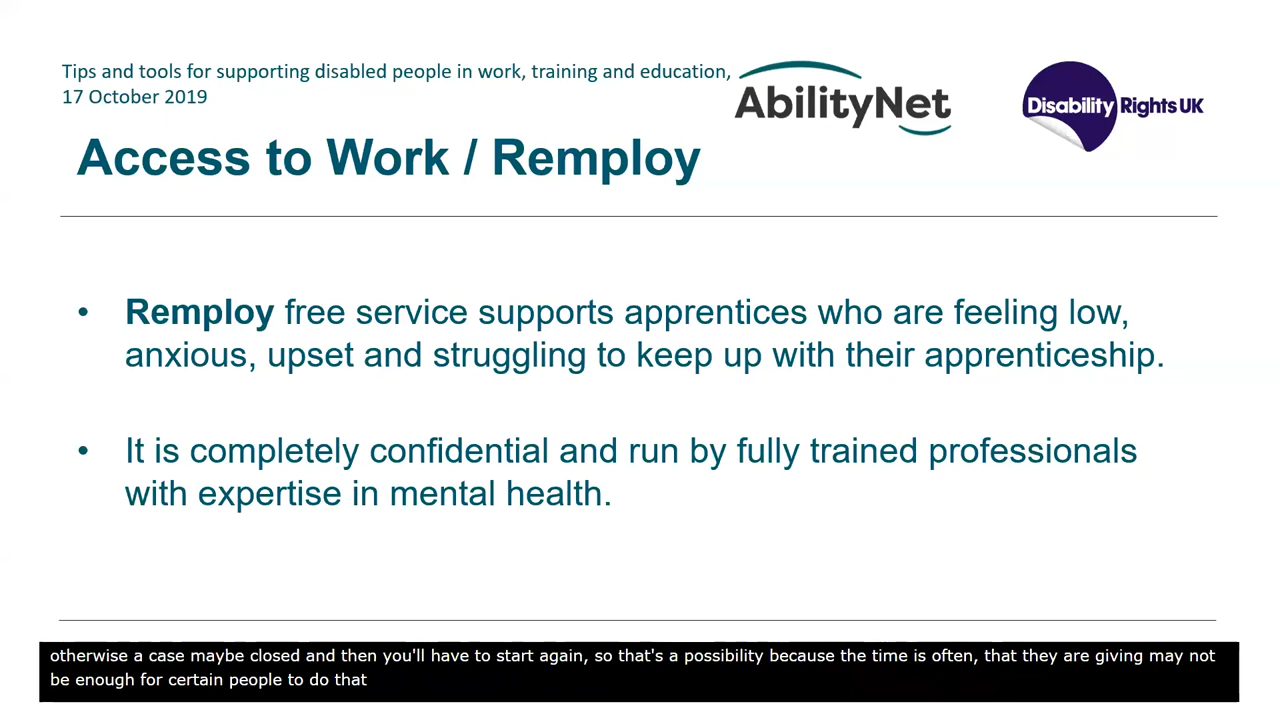 Tips and tools for supporting disabled people in work, training and education,
17 October 2019
AbilityNet
Disability Rights UK
Access to Work / Remploy
• Remploy free service supports apprentices who are feeling low,
anxious, upset and struggling to keep up with their apprenticeship.
• It is completely confidential and run by fully trained professionals
with expertise in mental health.
otherwise a case maybe closed and then you'll have to start again, so that's a possibility because the time is often, that they are giving may not
be enough for certain people to do that